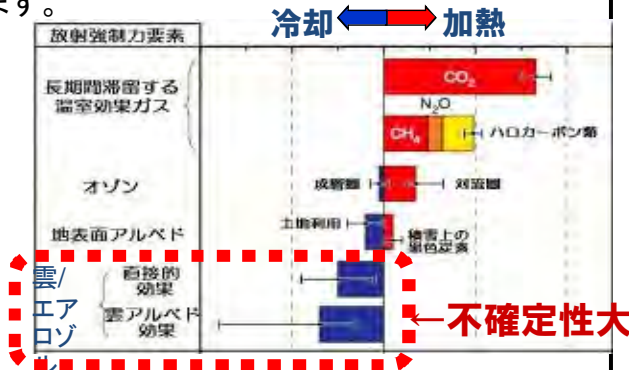 ます。
冷却 加熱
放射強制力要素
長期間滞留する
温室効果ガス
CO₂
N₂O
CH₄
ハロカーボン類
オゾン
成層圏
対流圏
地表面アルベド
土地利用
積雪上の
黒色炭素
雲/
エア
ロゾ
ル
直接的
効果
雲アルベド
効果
←不確定性大